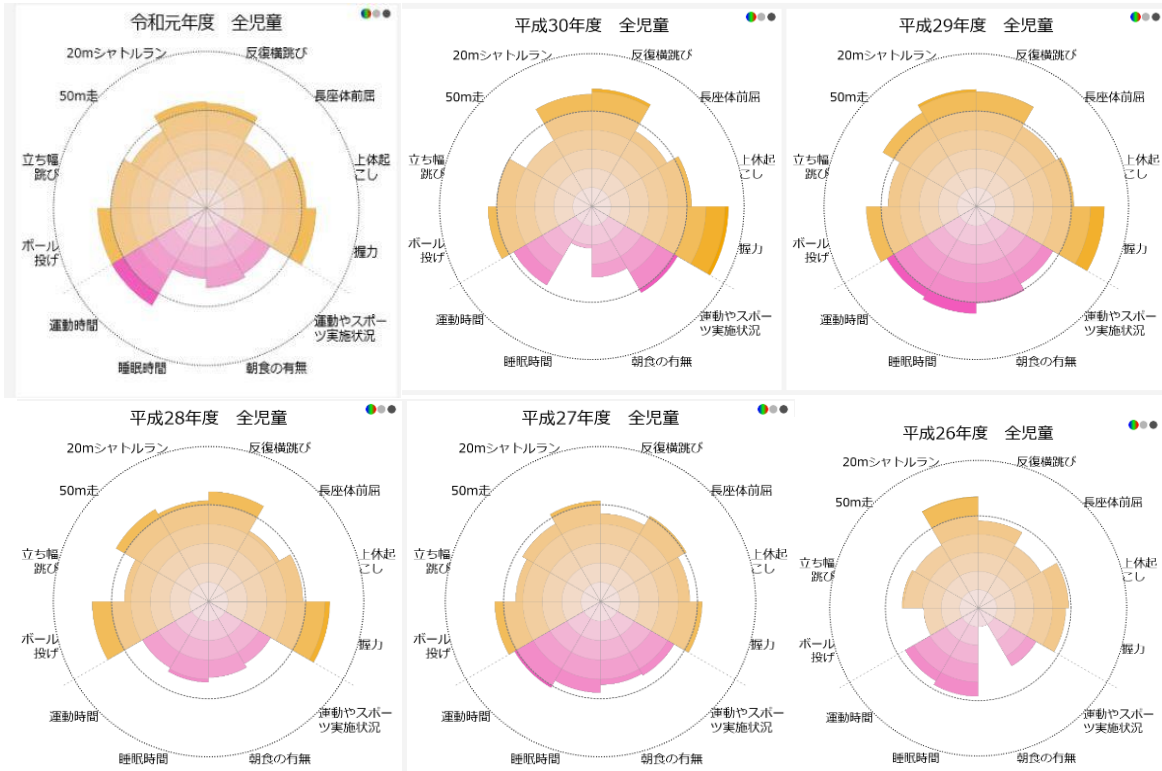 令和元年度　全児童
20mシャトルラン
反復横跳び
50m走
長座体前屈
立ち幅
跳び
上体起
こし
ボール
投げ
握力
運動時間
運動やスポー
ツ実施状況
睡眠時間
朝食の有無
平成30年度　全児童
20mシャトルラン
反復横跳び
50m走
長座体前屈
立ち幅
跳び
上体起
こし
ボール
投げ
握力
運動時間
運動やスポー
ツ実施状況
睡眠時間
朝食の有無
平成29年度　全児童
20mシャトルラン
反復横跳び
50m走
長座体前屈
立ち幅
跳び
上体起
こし
ボール
投げ
握力
運動時間
運動やスポー
ツ実施状況
睡眠時間
朝食の有無
平成28年度　全児童
20mシャトルラン
反復横跳び
50m走
長座体前屈
立ち幅
跳び
上体起
こし
ボール
投げ
握力
運動時間
運動やスポー
ツ実施状況
睡眠時間
朝食の有無
平成27年度　全児童
20mシャトルラン
反復横跳び
50m走
長座体前屈
立ち幅
跳び
上体起
こし
ボール
投げ
握力
運動時間
運動やスポー
ツ実施状況
睡眠時間
朝食の有無
平成26年度　全児童
20mシャトルラン
反復横跳び
50m走
長座体前屈
立ち幅
跳び
上体起
こし
ボール
投げ
握力
運動時間
運動やスポー
ツ実施状況
睡眠時間
朝食の有無